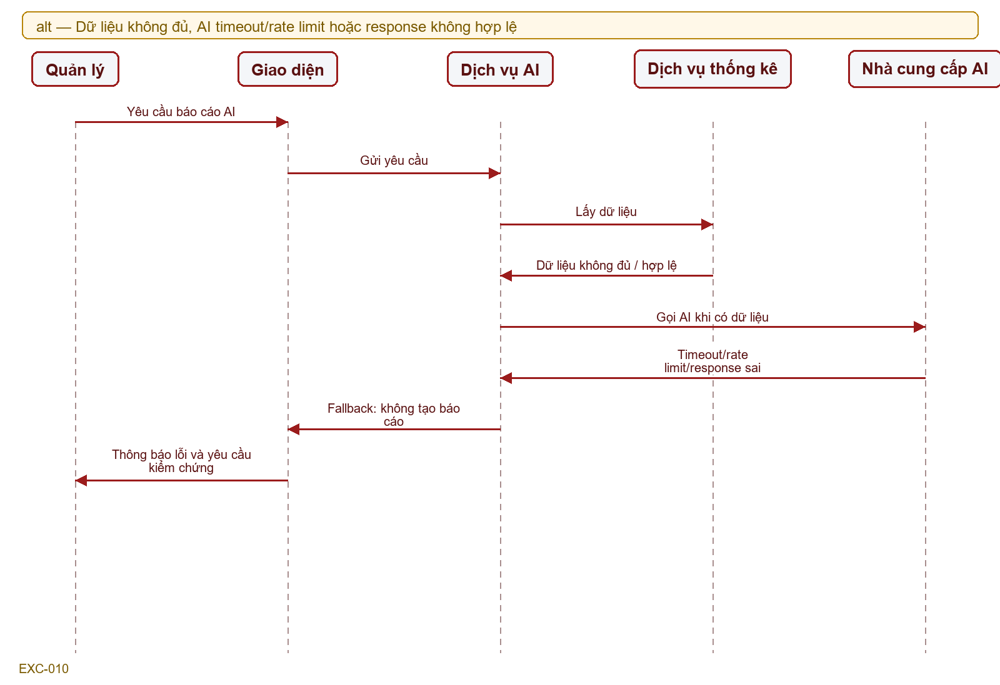 alt — Dữ liệu không đủ, AI timeout/rate limit hoặc response không hợp lệ
Quản lý
Giao diện
Dịch vụ AI
Dịch vụ thống kê
Nhà cung cấp AI
Yêu cầu báo cáo AI
Gửi yêu cầu
Lấy dữ liệu
Dữ liệu không đủ / hợp lệ
Gọi AI khi có dữ liệu
Timeout/rate
limit/response sai
Fallback: không tạo báo
cáo
Thông báo lỗi và yêu cầu
kiểm chứng
EXC-010